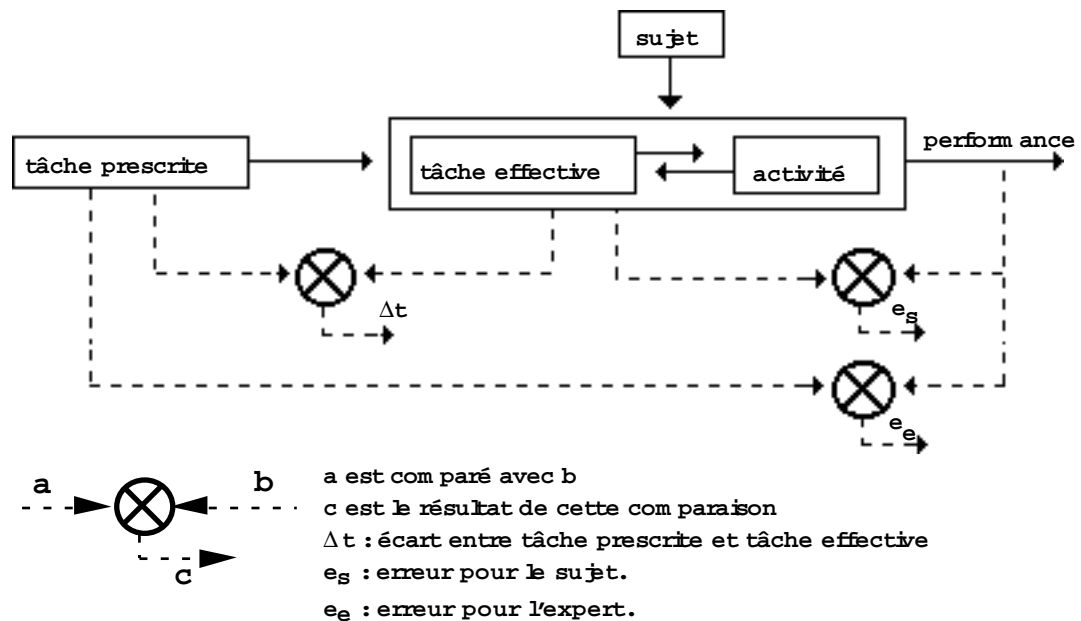 sujet
performance
tâche prescrite
tâche effective
activité
Δt
es
ee
a
b
c
a est comparé avec b
c est le résultat de cette comparaison
Δt : écart entre tâche prescrite et tâche effective
es : erreur pour le sujet.
ee : erreur pour l'expert.